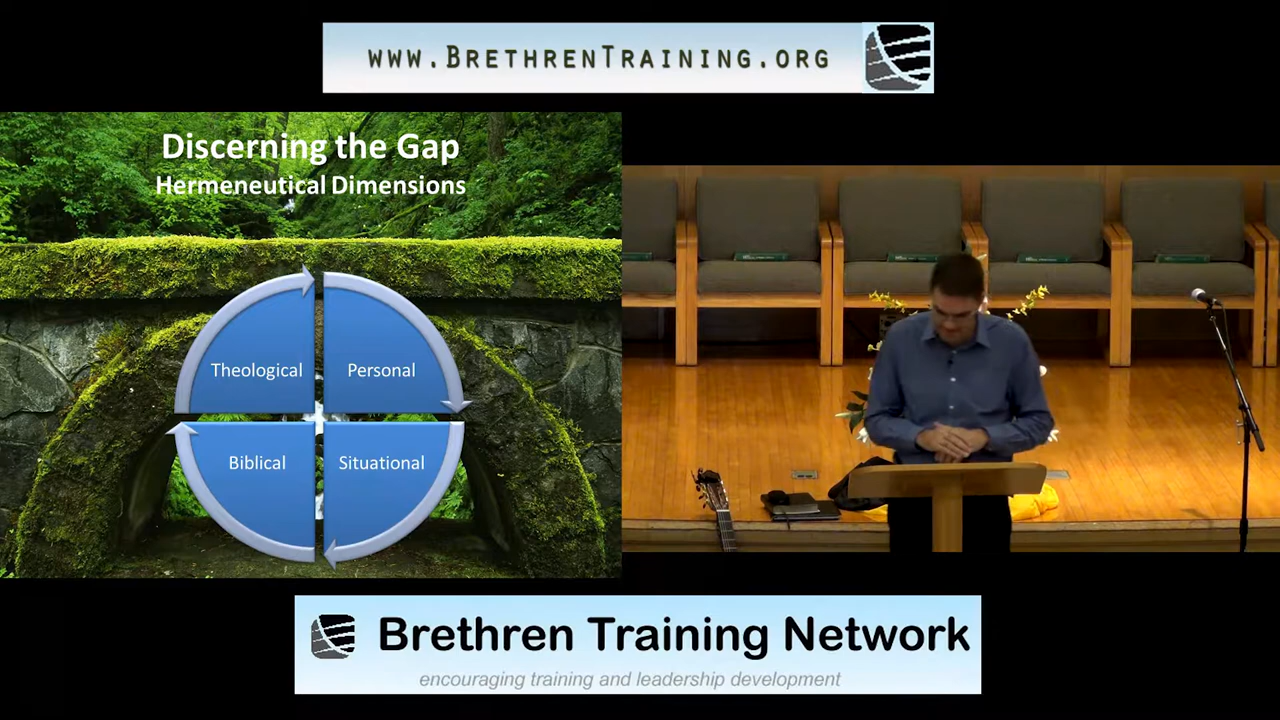 www.BrethrenTraining.org
Discerning the Gap
Hermeneutical Dimensions
Theological
Personal
Biblical
Situational
Brethren Training Network
encouraging training and leadership development